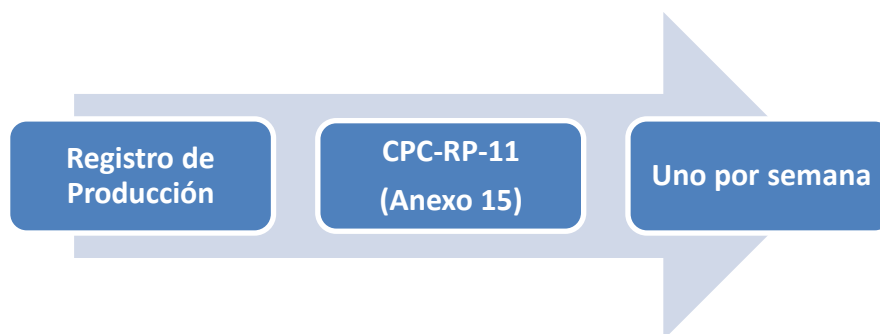 Registro de
Producción
CPC-RP-11
(Anexo 15)
Uno por semana